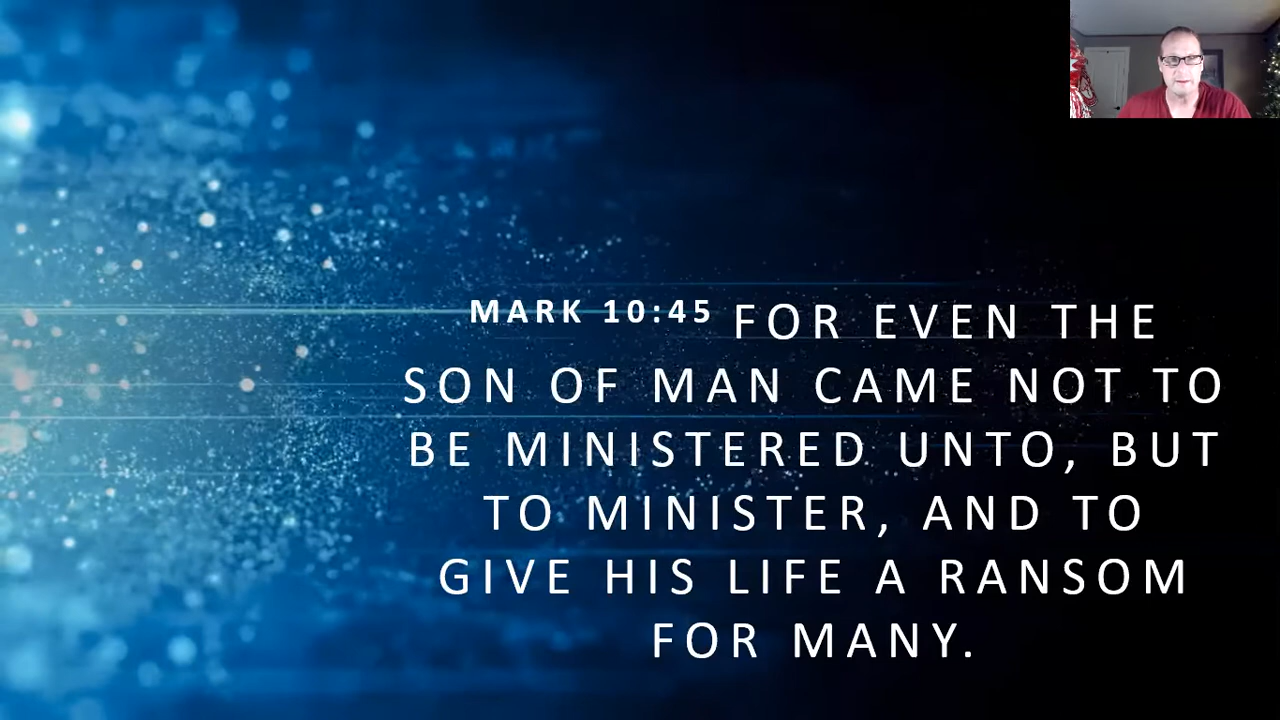 MARK 10:45 FOR EVEN THE
SON OF MAN CAME NOT TO
BE MINISTERED UNTO, BUT
TO MINISTER, AND TO
GIVE HIS LIFE A RANSOM
FOR MANY.